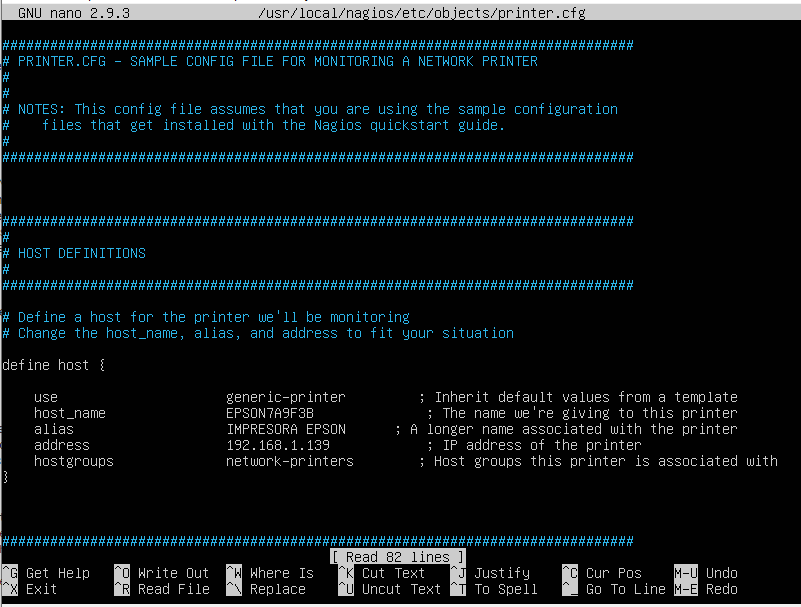 GNU nano 2.9.3 /usr/local/nagios/etc/objects/printer.cfg
###############################################################################
# PRINTER.CFG - SAMPLE CONFIG FILE FOR MONITORING A NETWORK PRINTER
#
#
# NOTES: This config file assumes that you are using the sample configuration
#    files that get installed with the Nagios quickstart guide.
#
###############################################################################
###############################################################################
#
# HOST DEFINITIONS
#
###############################################################################
# Define a host for the printer we'll be monitoring
# Change the host_name, alias, and address to fit your situation
define host {
    use                     generic-printer         ; Inherit default values from a template
    host_name               EPSON7A9F3B              ; The name we're giving to this printer
    alias                   IMPRESORA EPSON      ; A longer name associated with the printer
    address                 192.168.1.139            ; IP address of the printer
    hostgroups              network-printers        ; Host groups this printer is associated with
}
###############################################################################
[ Read 82 lines ]
^G Get Help ^O Write Out ^W Where Is ^K Cut Text ^J Justify ^C Cur Pos M-U Undo
^X Exit ^R Read File ^\ Replace ^U Uncut Text ^T To Spell ^_ Go To Line M-E Redo